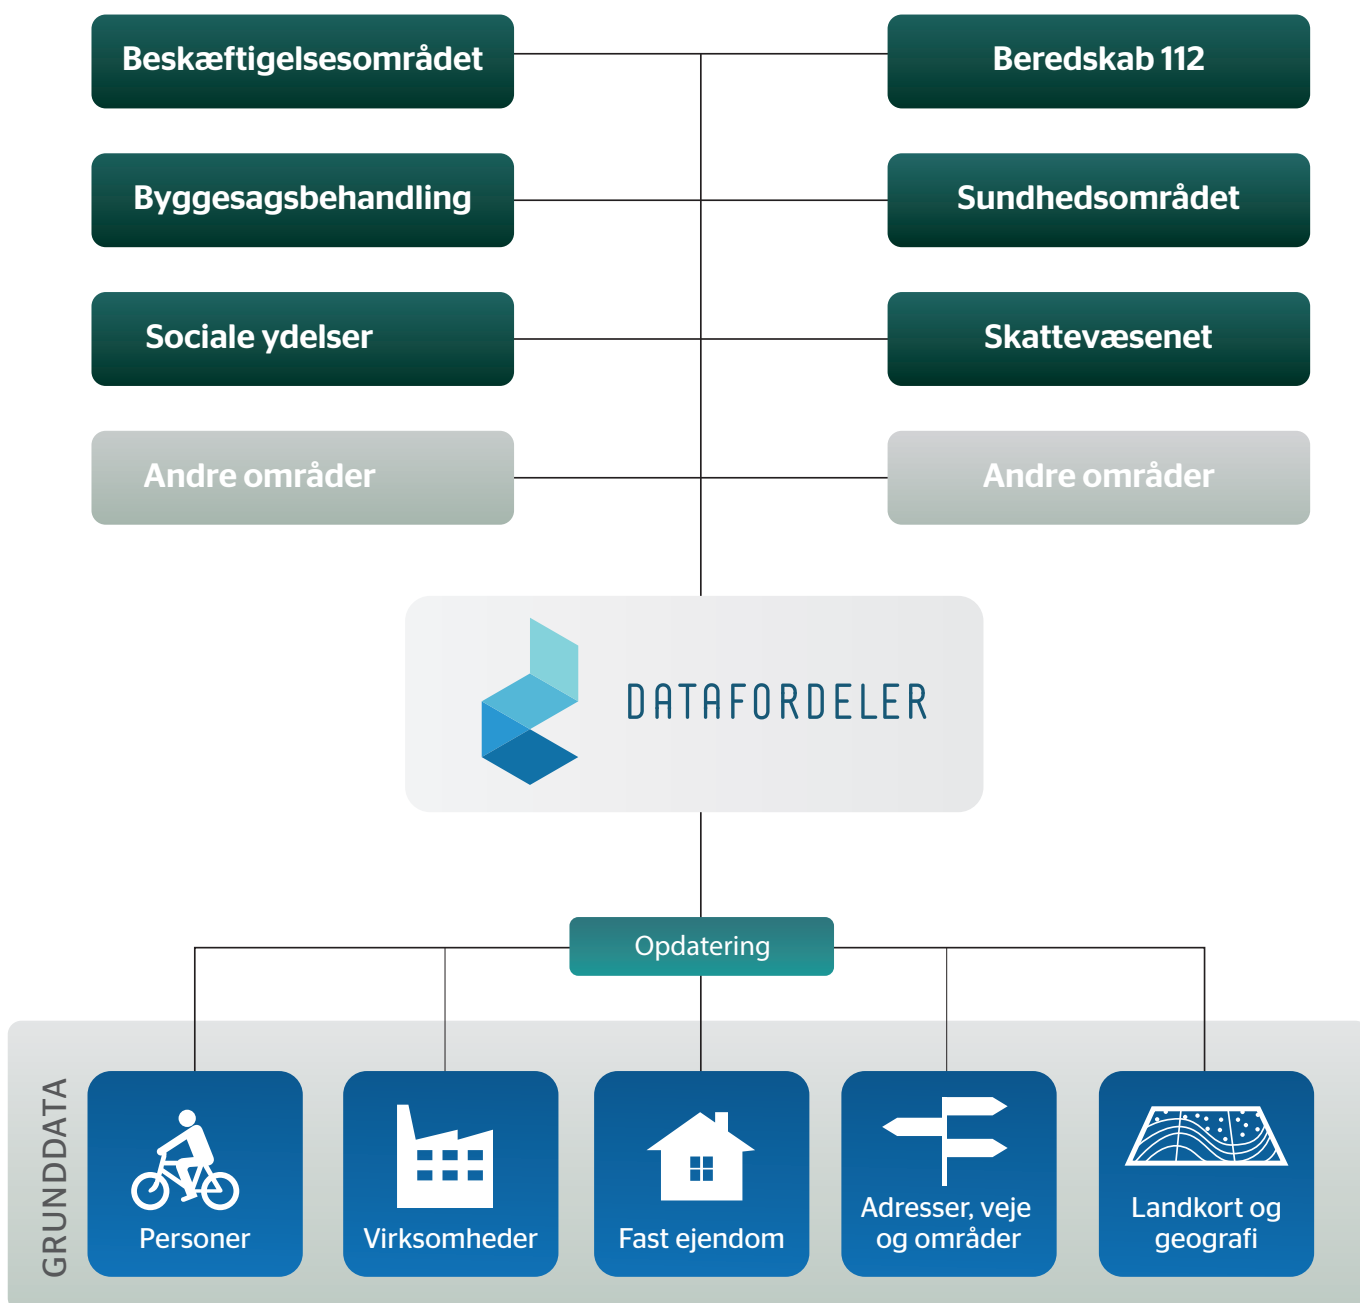 Beskæftigelsesområdet
Beredskab 112
Byggesagsbehandling
Sundhedsområdet
Sociale ydelser
Skattevæsenet
Andre områder
Andre områder
DATAFORDELER
Opdatering
GRUNDDATA
Personer
Virksomheder
Fast ejendom
Adresser, veje
og områder
Landkort og
geografi